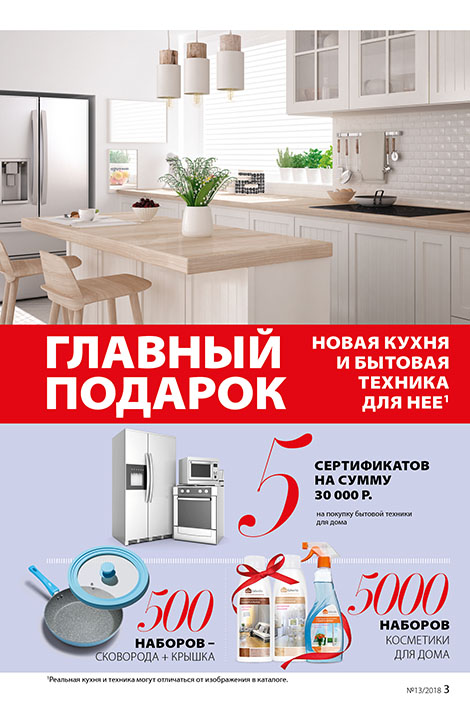 ГЛАВНЫЙ
ПОДАРОК
НОВАЯ КУХНЯ
И БЫТОВАЯ
ТЕХНИКА
ДЛЯ НЕЕ¹
5
СЕРТИФИКАТОВ
НА СУММУ
30 000 Р.
на покупку бытовой техники
для дома
500
НАБОРОВ –
СКОВОРОДА + КРЫШКА
5000
НАБОРОВ
КОСМЕТИКИ
ДЛЯ ДОМА
¹Реальная кухня и техника могут отличаться от изображения в каталоге.
№13/2018 3